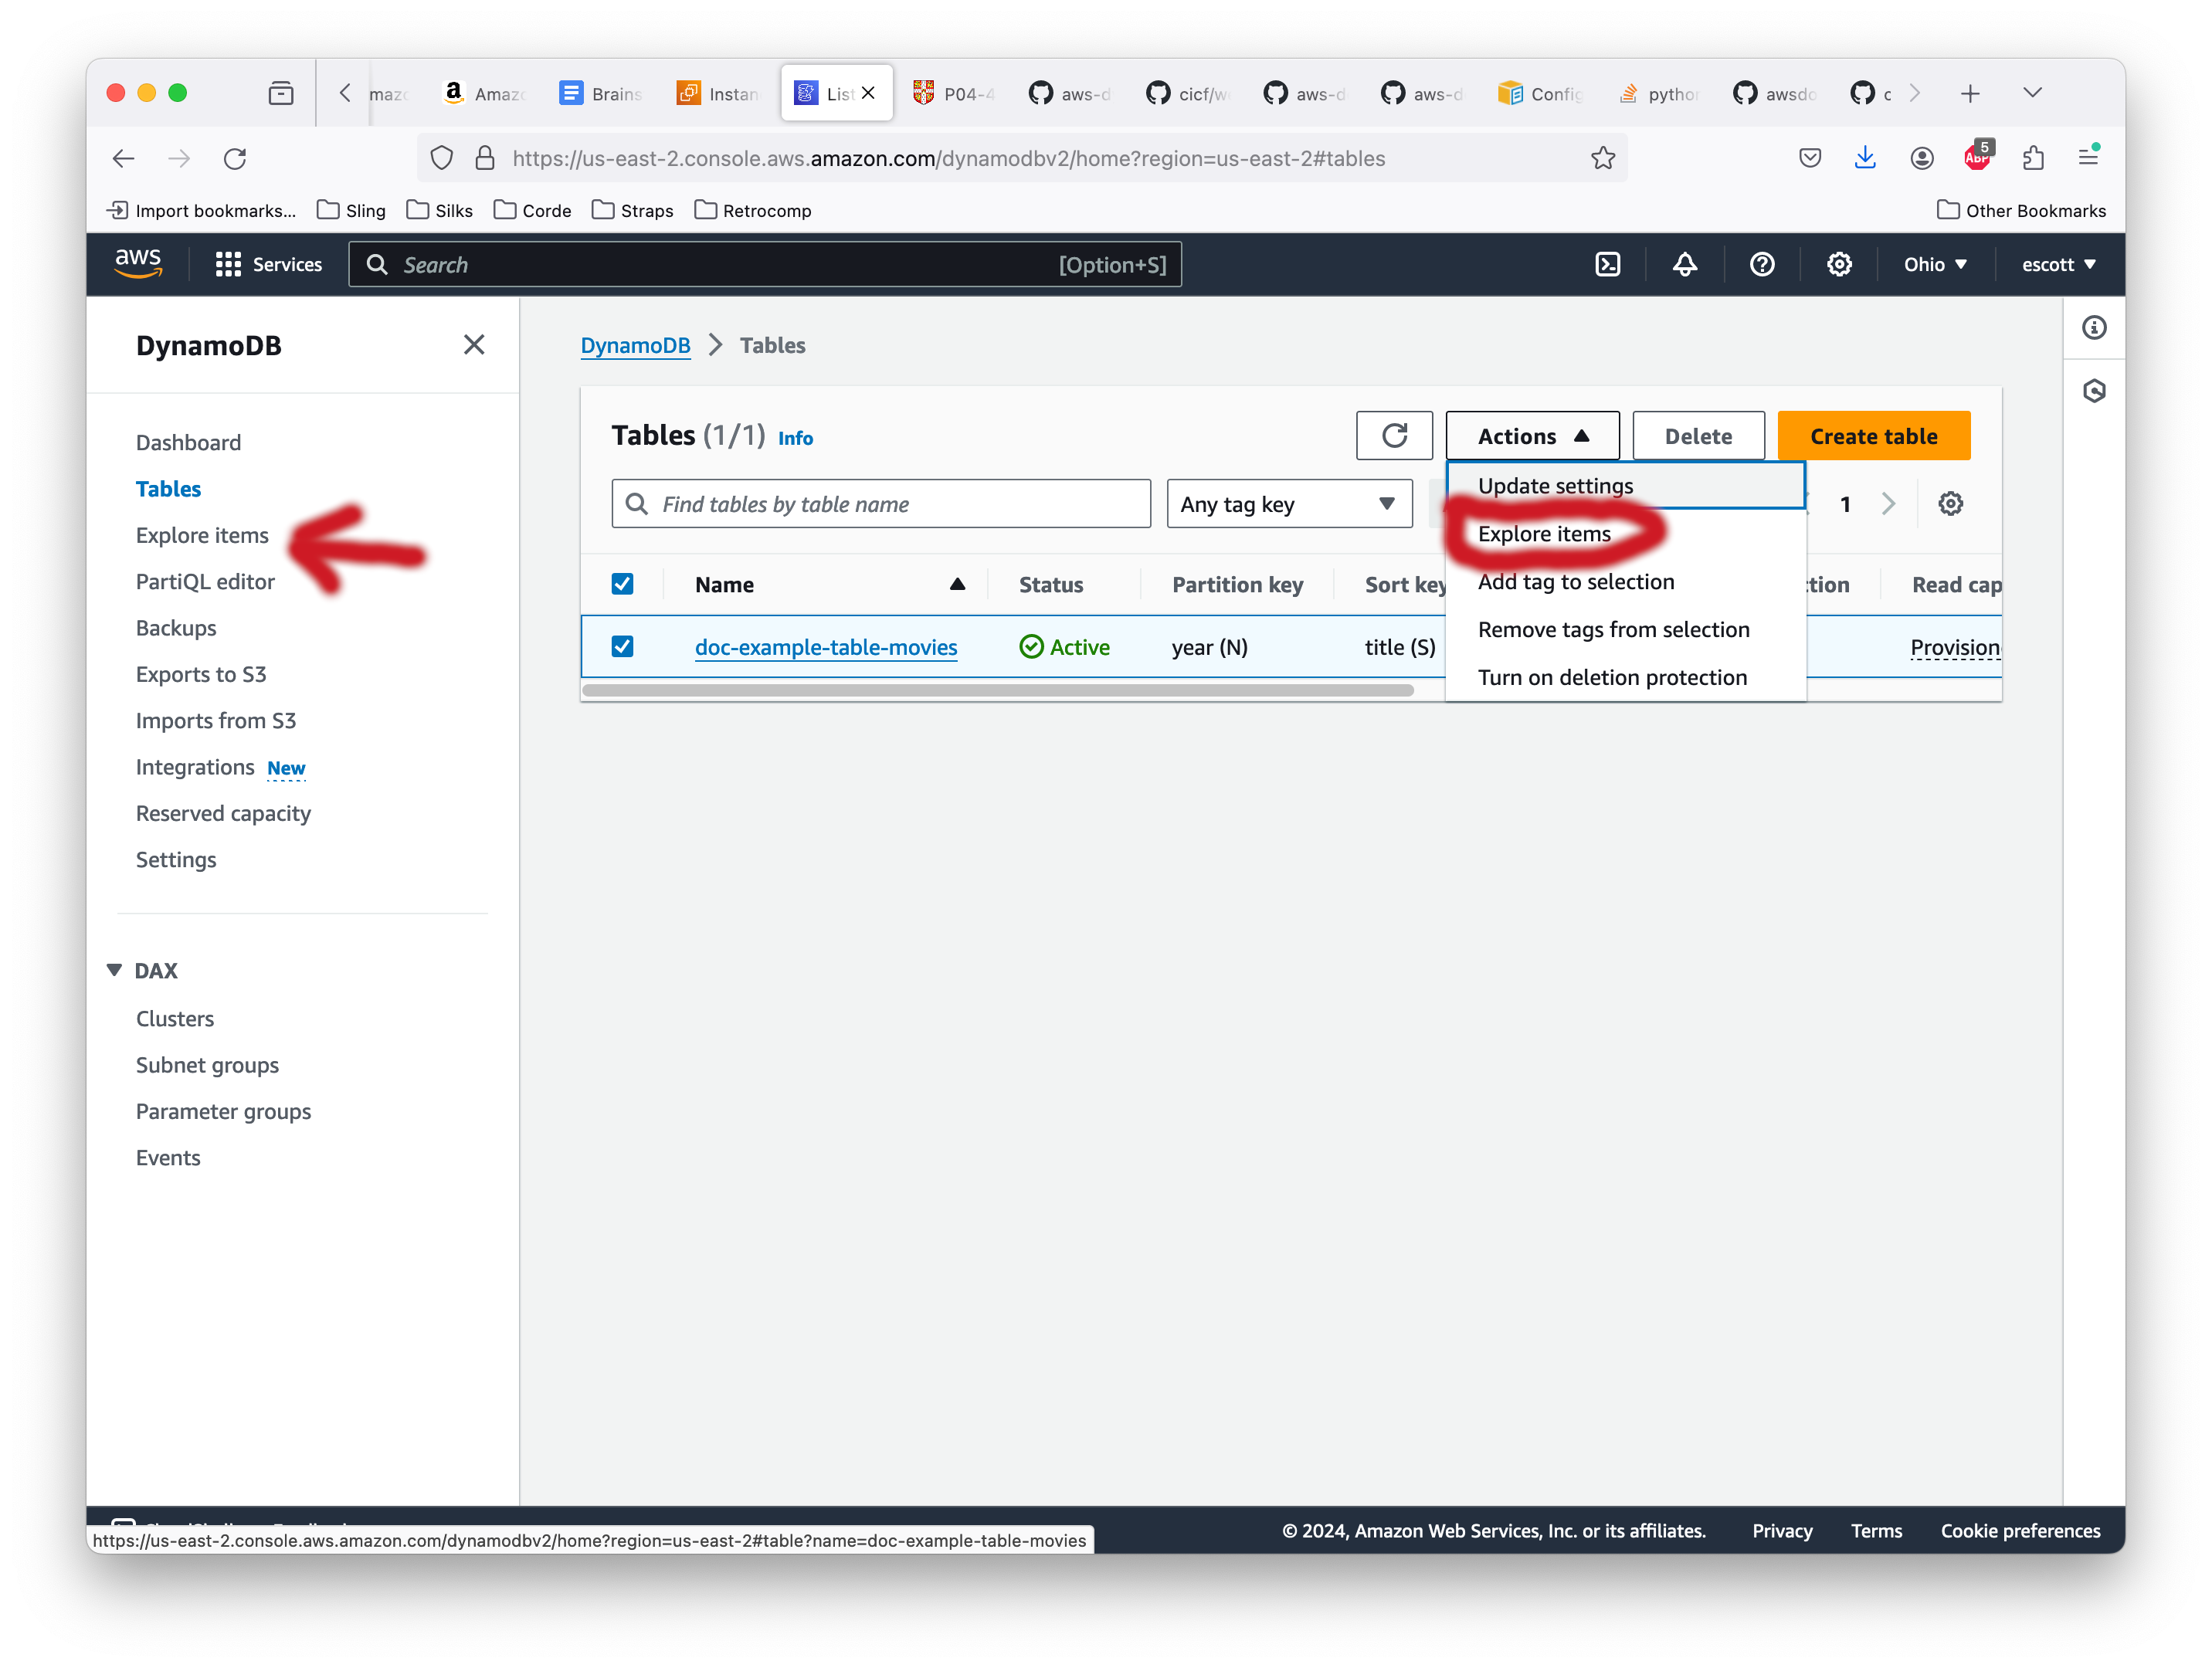 Amaz
Brains
Instan
List
P04-4
aws-d
cicf/w
aws-d
aws-d
Config
python
awsdo
c
https://us-east-2.console.aws.amazon.com/dynamodbv2/home?region=us-east-2#tables
5
ABP
Import bookmarks...
Sling
Silks
Corde
Straps
Retrocomp
Other Bookmarks
aws
Services
Search
[Option+S]
Ohio
escott
DynamoDB
Dashboard
Tables
Explore items
PartiQL editor
Backups
Exports to S3
Imports from S3
Integrations New
Reserved capacity
Settings
DAX
Clusters
Subnet groups
Parameter groups
Events
DynamoDB > Tables
Tables (1/1) Info
Actions
Delete
Create table
Find tables by table name
Any tag key
1
Update settings
Explore items
Add tag to selection
Remove tags from selection
Turn on deletion protection
Name
Status
Partition key
Sort key
tion
Read cap
doc-example-table-movies
Active
year (N)
title (S)
Provision
https://us-east-2.console.aws.amazon.com/dynamodbv2/home?region=us-east-2#table?name=doc-example-table-movies
© 2024, Amazon Web Services, Inc. or its affiliates.
Privacy
Terms
Cookie preferences